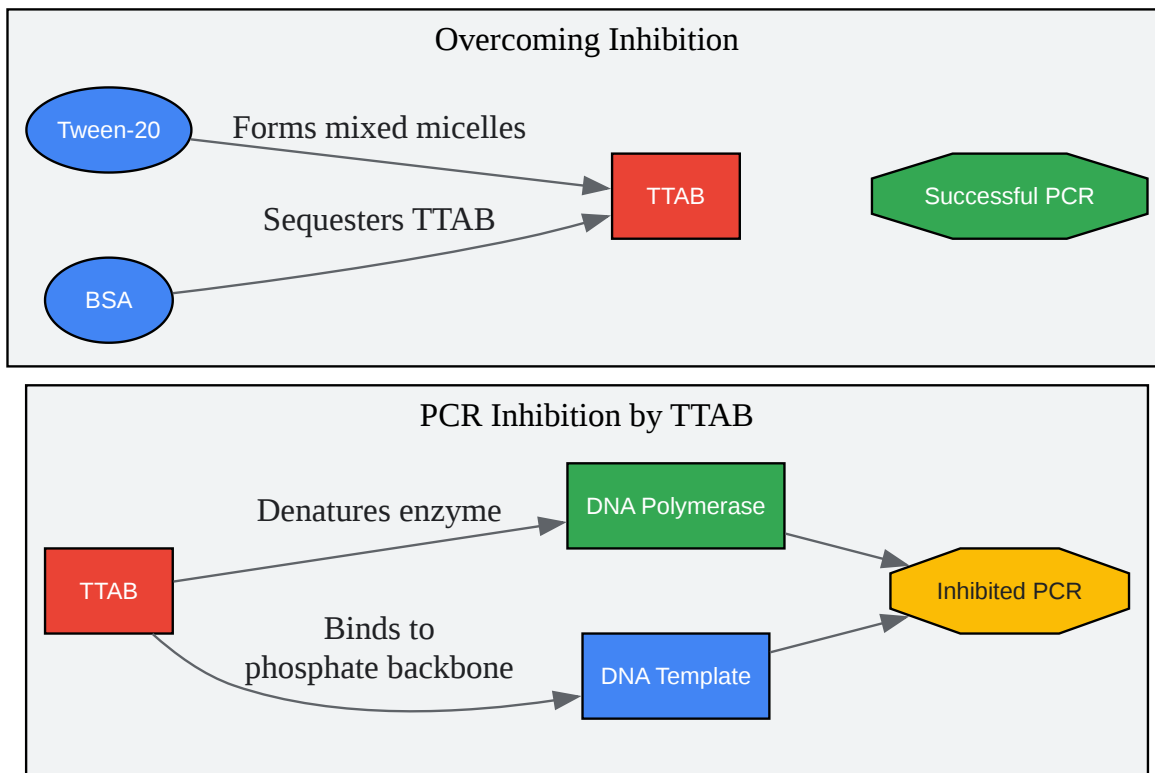 Overcoming Inhibition
Tween-20
Forms mixed micelles
TTAB
Successful PCR
Sequesters TTAB
BSA
PCR Inhibition by TTAB
Denatures enzyme
DNA Polymerase
TTAB
Inhibited PCR
Binds to
phosphate backbone
DNA Template